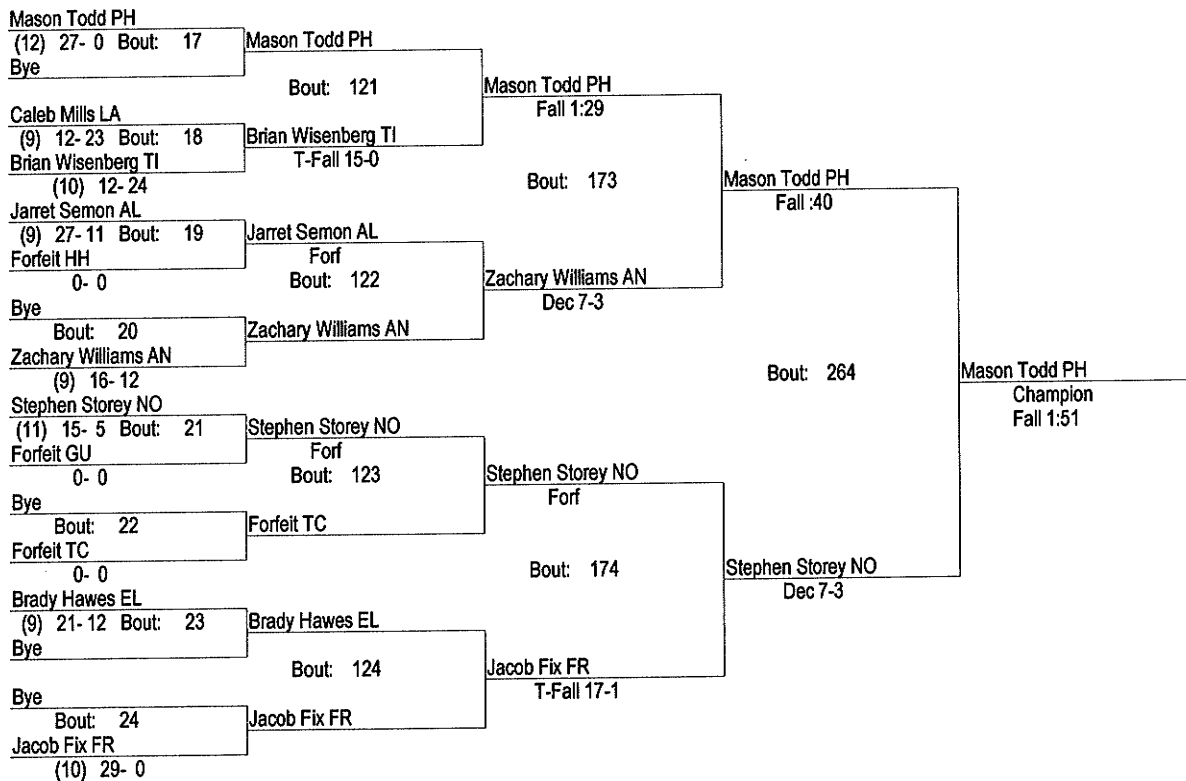 Mason Todd PH
(12) 27- 0 Bout: 17
Bye
Caleb Mills LA
(9) 12- 23 Bout: 18
Brian Wisenberg TI
(10) 12- 24
Jarret Semon AL
(9) 27- 11 Bout: 19
Forfeit HH
0- 0
Bye
Bout: 20
Zachary Williams AN
(9) 16- 12
Stephen Storey NO
(11) 15- 5 Bout: 21
Forfeit GU
0- 0
Bye
Bout: 22
Forfeit TC
0- 0
Brady Hawes EL
(9) 21- 12 Bout: 23
Bye
Bye
Bout: 24
Jacob Fix FR
(10) 29- 0
Mason Todd PH
Bout: 121
Brian Wisenberg TI
T-Fall 15-0
Jarret Semon AL
Forf
Bout: 122
Zachary Williams AN
Stephen Storey NO
Forf
Bout: 123
Forfeit TC
Brady Hawes EL
Bout: 124
Jacob Fix FR
Mason Todd PH
Fall 1:29
Bout: 173
Zachary Williams AN
Dec 7-3
Stephen Storey NO
Forf
Bout: 174
Jacob Fix FR
T-Fall 17-1
Mason Todd PH
Fall :40
Bout: 264
Stephen Storey NO
Dec 7-3
Mason Todd PH
Champion
Fall 1:51